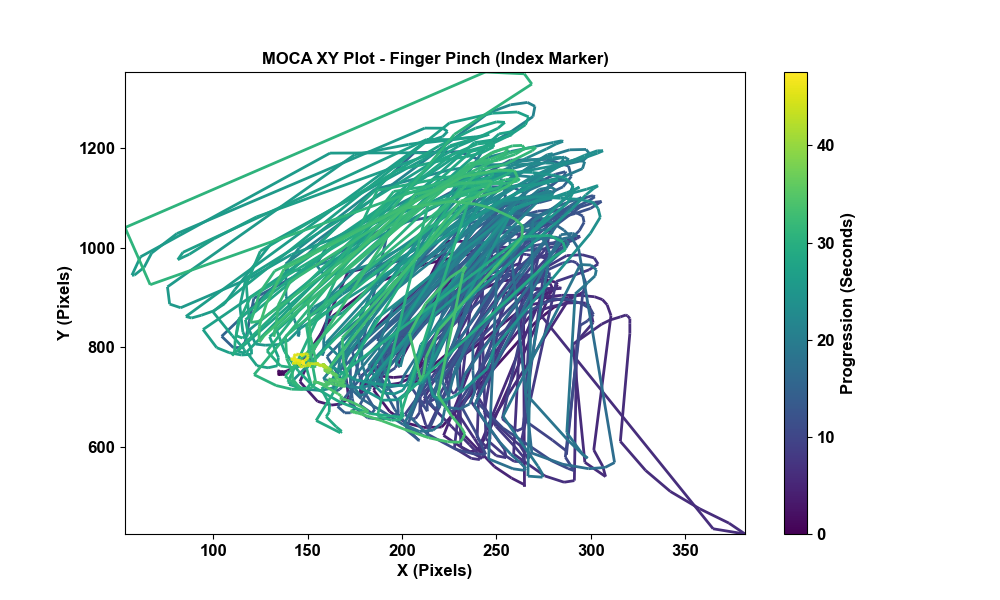 MOCA XY Plot - Finger Pinch (Index Marker)
1200
1000
800
600
Y (Pixels)
100 150 200 250 300 350
X (Pixels)
40
30
20
10
0
Progression (Seconds)